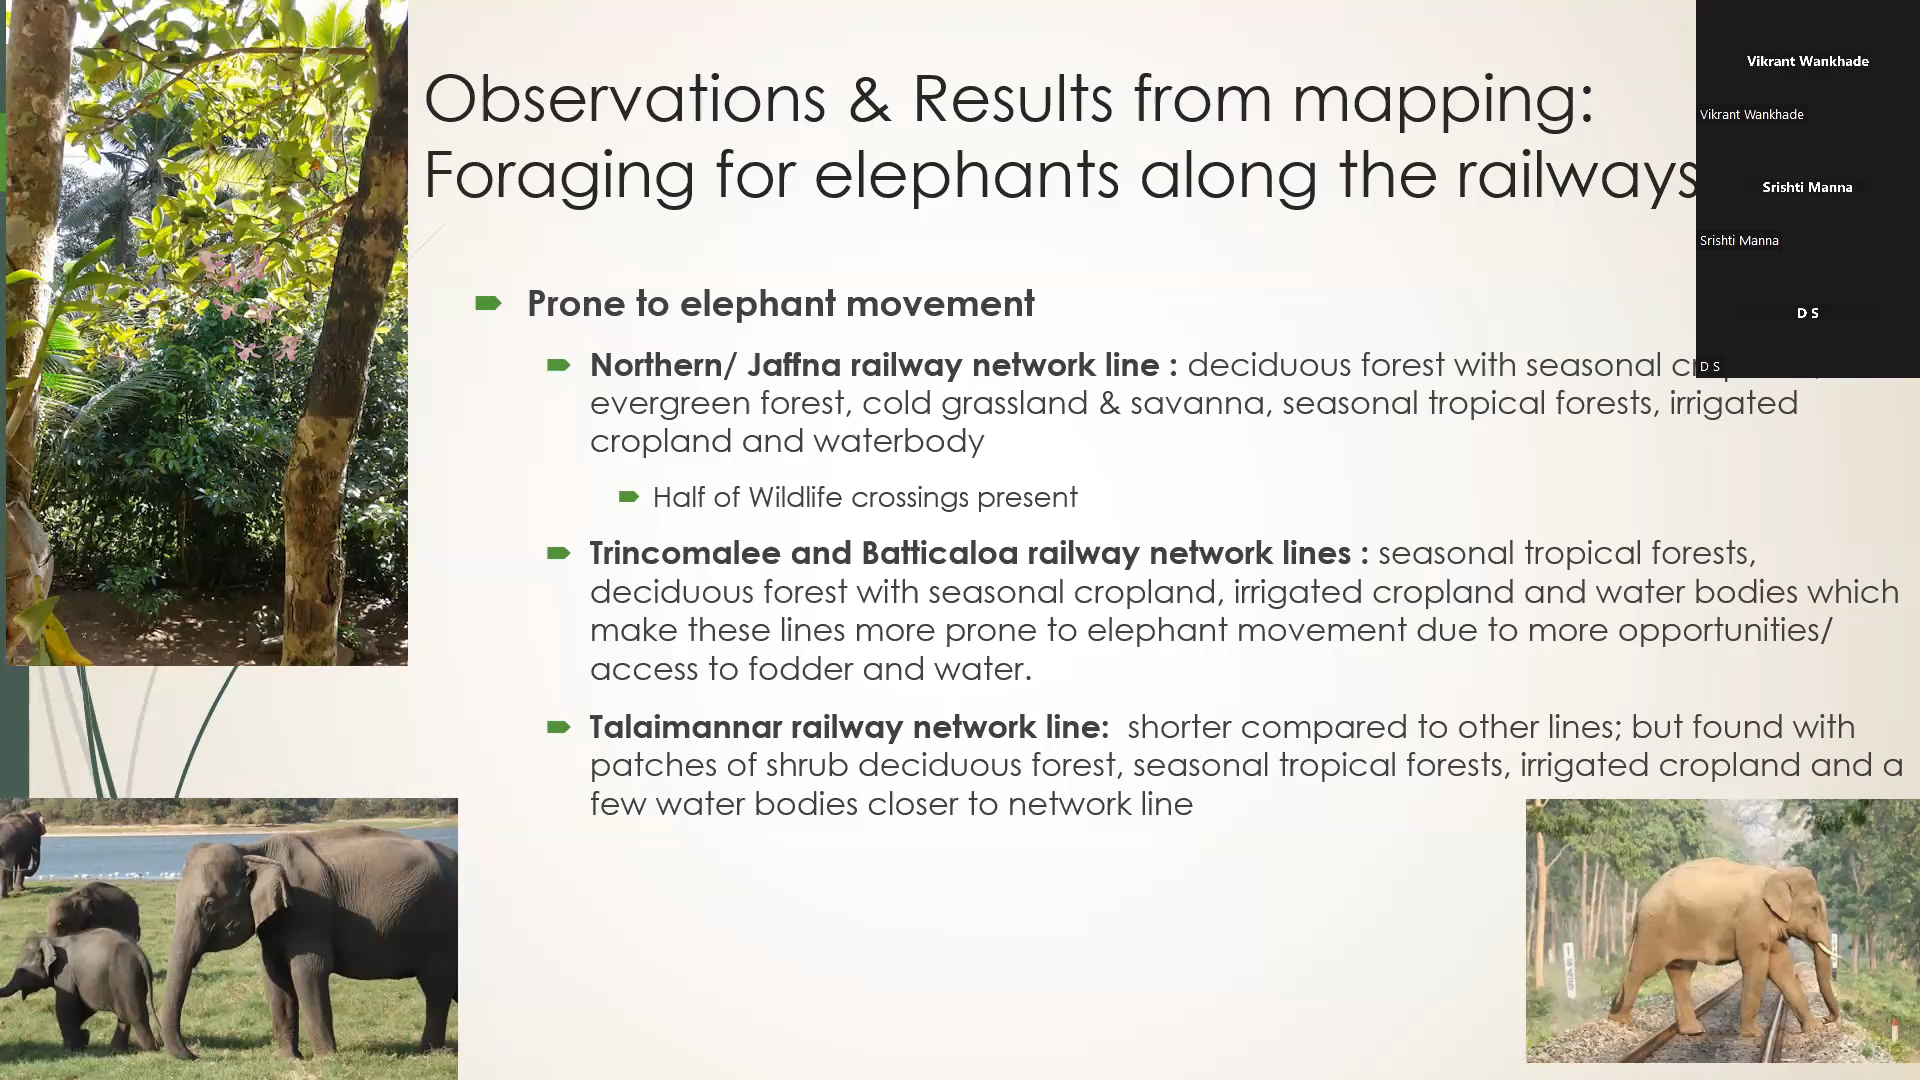 Observations & Results from mapping:
Foraging for elephants along the railways
Prone to elephant movement
Northern/ Jaffna railway network line : deciduous forest with seasonal
evergreen forest, cold grassland & savanna, seasonal tropical forests, irrigated
cropland and waterbody
Half of Wildlife crossings present
Trincomalee and Batticaloa railway network lines : seasonal tropical forests,
deciduous forest with seasonal cropland, irrigated cropland and water bodies which
make these lines more prone to elephant movement due to more opportunities/
access to fodder and water.
Talaimannar railway network line: shorter compared to other lines; but found with
patches of shrub deciduous forest, seasonal tropical forests, irrigated cropland and a
few water bodies closer to network line
Vikrant Wankhade
Vikrant Wankhade
Srishti Manna
Srishti Manna
D S
D S